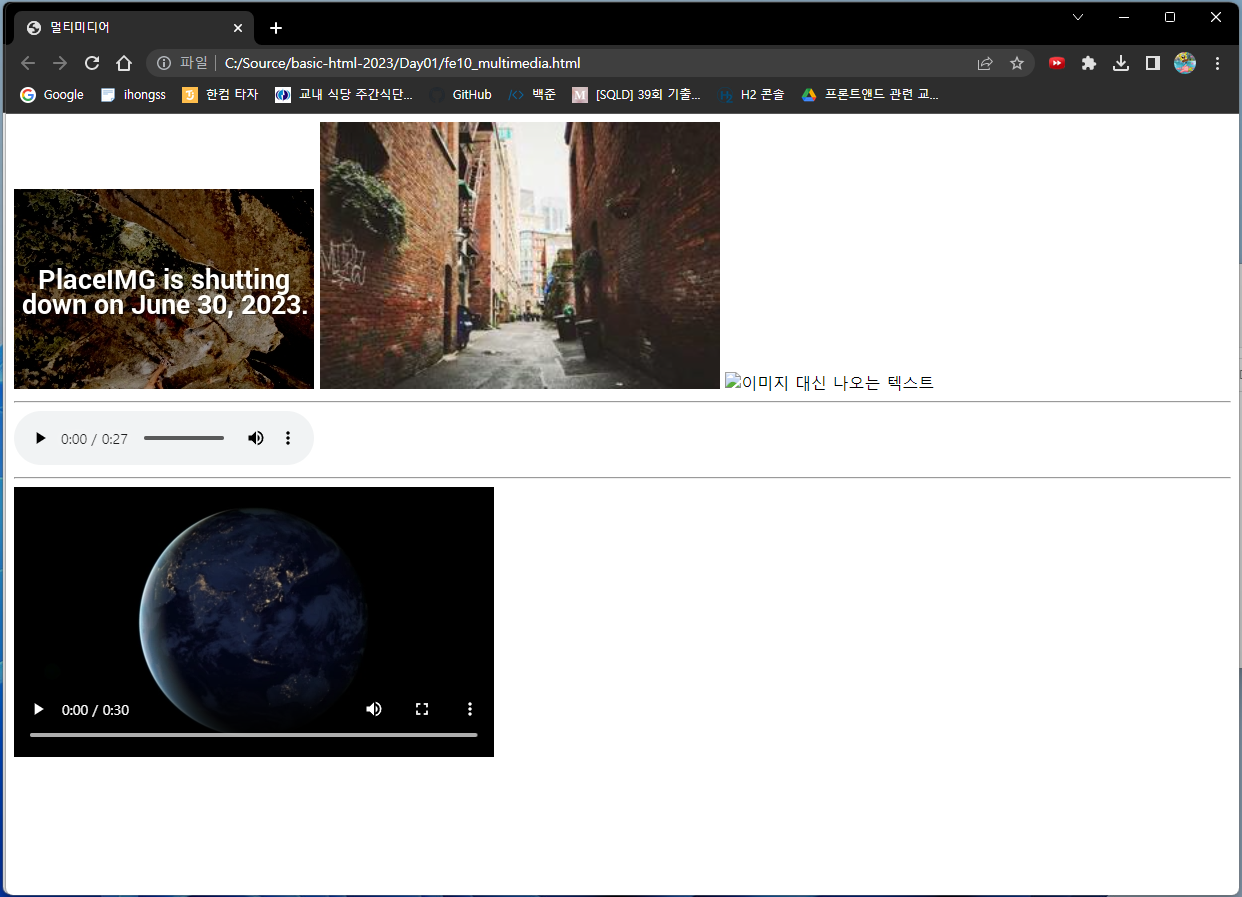 멀티미디어
파일
C:/Source/basic-html-2023/Day01/fe10_multimedia.html
Google
ihongss
한컴 타자
교내 식당 주간식단...
GitHub
백준
[SQLD] 39회 기출...
H2 콘솔
프론트앤드 관련 교...
PlaceIMG is shutting
down on June 30, 2023.
이미지 대신 나오는 텍스트
0:00 / 0:27
0:00 / 0:30